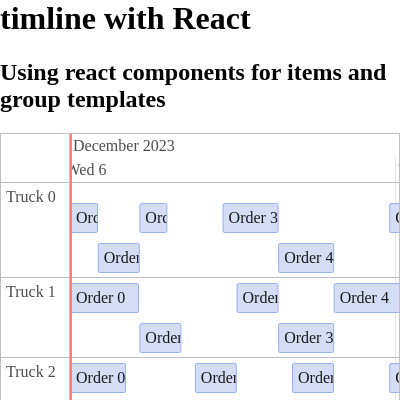 timline with React
Using react components for items and
group templates
December 2023
Wed 6
Truck 0
Order 3
Order
Order 4
Truck 1
Order 0
Order
Order 4
Order
Order 3
Truck 2
Order 0
Order
Order